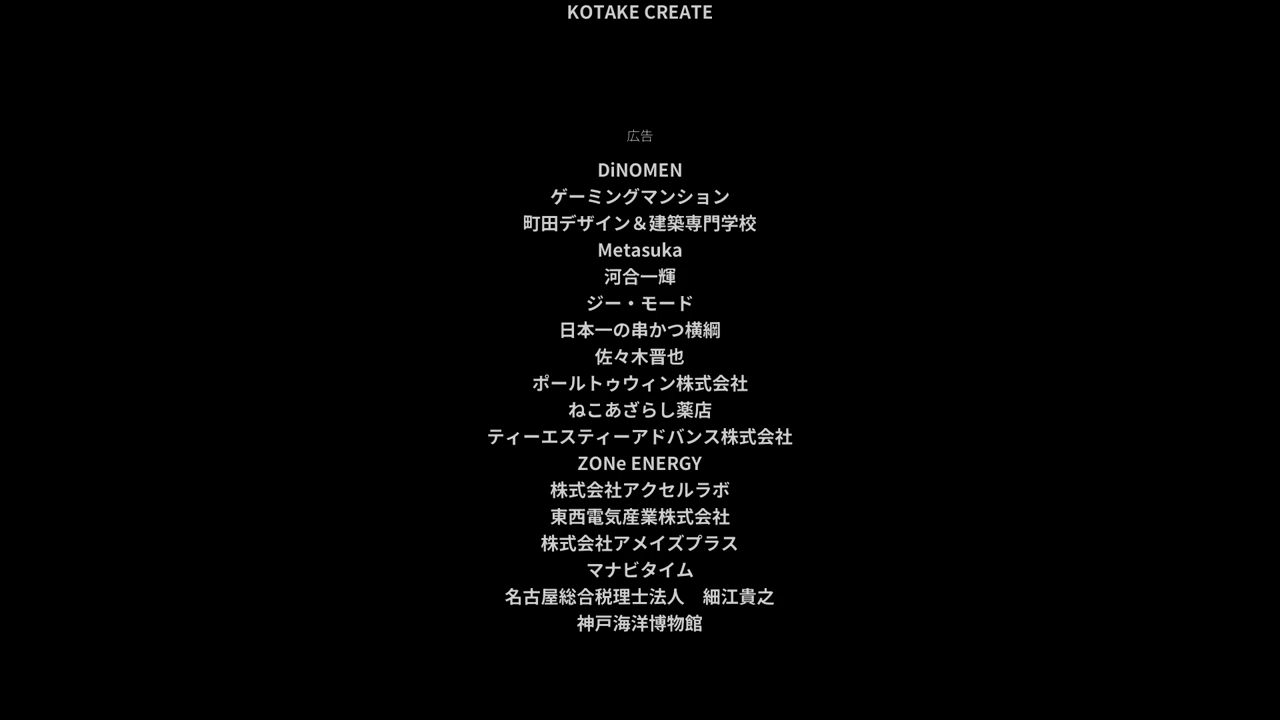 KOTAKE CREATE
広告
DiNOMEN
ゲーミングマンション
町田デザイン＆建築専門学校
Metasuka
河合一輝
ジー・モード
日本一の串かつ横綱
佐々木晋也
ポールトゥウィン株式会社
ねこあざらし薬店
ティーエスティーアドバンス株式会社
ZONe ENERGY
株式会社アクセルラボ
東西電気産業株式会社
株式会社アメイズプラス
マナビタイム
名古屋総合税理士法人　細江貴之
神戸海洋博物館